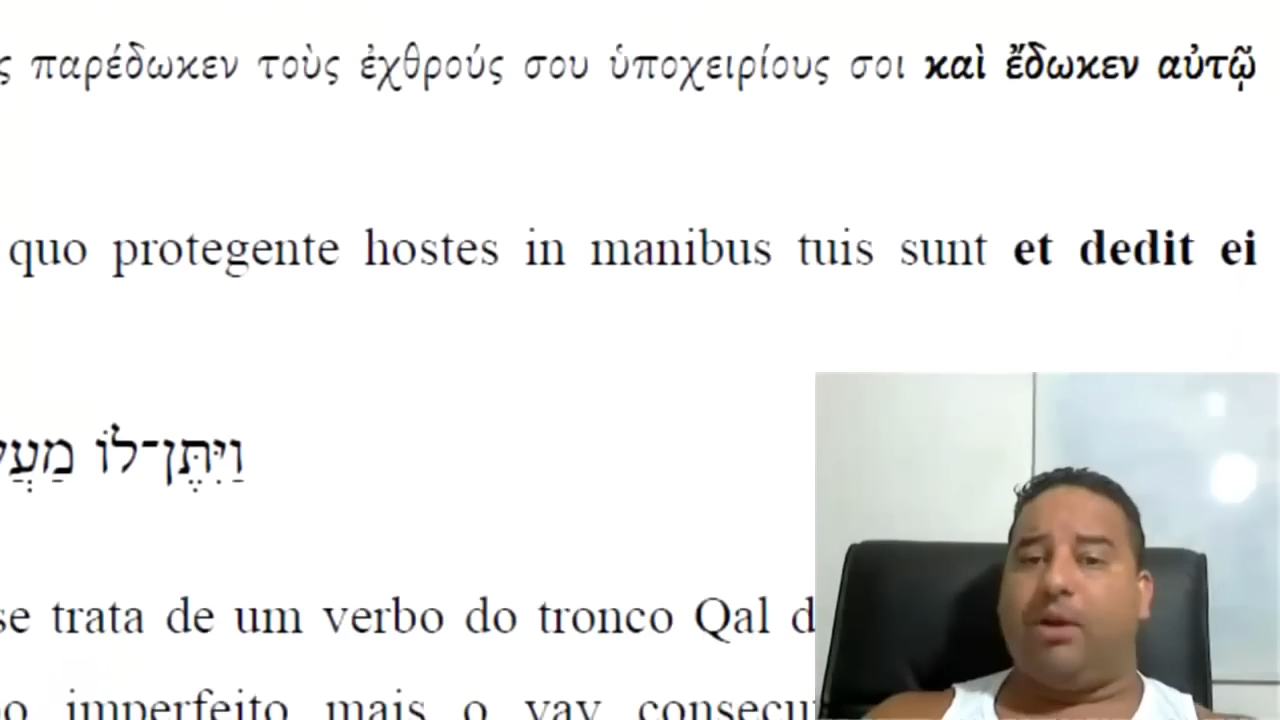 παρέδωκεν τοὺς ἐχθρούς σου ὑποχειρίους σοι καὶ ἔδωκεν αὐτῷ
quo protegente hostes in manibus tuis sunt et dedit ei
וַיִּתֶּן־לוֹ
se trata de um verbo do tronco Qal
imperfeito mais o vav